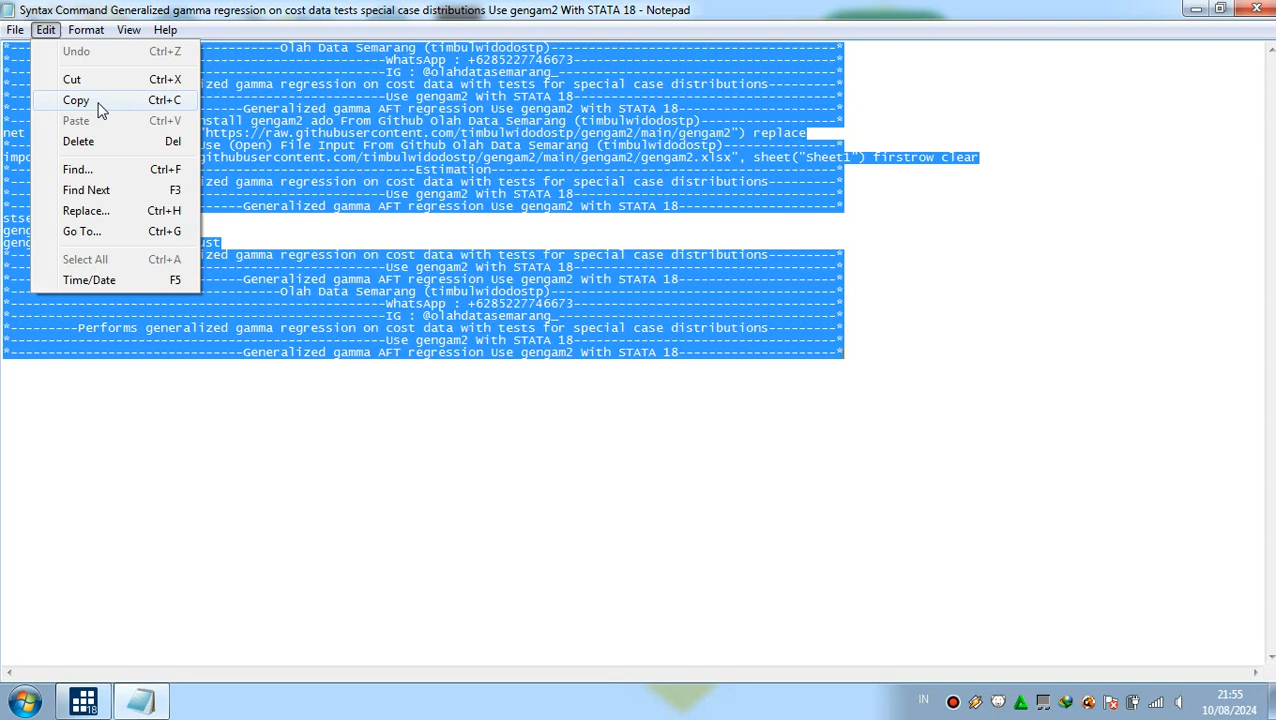 Syntax Command Generalized gamma regression on cost data tests special case distributions Use gengam2 With STATA 18 - Notepad
File Edit Format View Help
*-----------------------------------Olah Data Semarang (timbulwidodostp)--------------------------------------*
Undo Ctrl+Z
------------------------WhatsApp : +6285227746673-----------------------------------*
------------------------IG : @olahdatasemarang_-------------------------------------*
Cut Ctrl+X
ized gamma regression on cost data with tests for special case distributions---------*
Copy Ctrl+C
------------------------Use gengam2 With STATA 18-----------------------------------*
-----Generalized gamma AFT regression Use gengam2 With STATA 18--------------------*
Paste Ctrl+V
nstall gengam2 ado From Github Olah Data Semarang (timbulwidodostp)----------------*
net "https://raw.githubusercontent.com/timbulwidodostp/gengam2/main/gengam2") replace
Delete Del
Use (Open) File Input From Github Olah Data Semarang (timbulwidodostp)-------------*
impo githubusercontent.com/timbulwidodostp/gengam2/main/gengam2/gengam2.xlsx", sheet("Sheet1") firstrow clear
Find... Ctrl+F
----------------------------Estimation---------------------------------------------*
ized gamma regression on cost data with tests for special case distributions---------*
Find Next F3
------------------------Use gengam2 With STATA 18-----------------------------------*
-----Generalized gamma AFT regression Use gengam2 With STATA 18--------------------*
Replace... Ctrl+H
stse
geng
Go To... Ctrl+G
geng ust
ized gamma regression on cost data with tests for special case distributions---------*
Select All Ctrl+A
------------------------Use gengam2 With STATA 18-----------------------------------*
Time/Date F5
-----Generalized gamma AFT regression Use gengam2 With STATA 18--------------------*
*-----------------------------------Olah Data Semarang (timbulwidodostp)--------------------------------------*
*-------------------------------------------------WhatsApp : +6285227746673-----------------------------------*
*-------------------------------------------------IG : @olahdatasemarang_-------------------------------------*
*---------Performs generalized gamma regression on cost data with tests for special case distributions---------*
*-------------------------------------------------Use gengam2 With STATA 18-----------------------------------*
*------------------------------Generalized gamma AFT regression Use gengam2 With STATA 18--------------------*
18
IN
21:55
10/08/2024